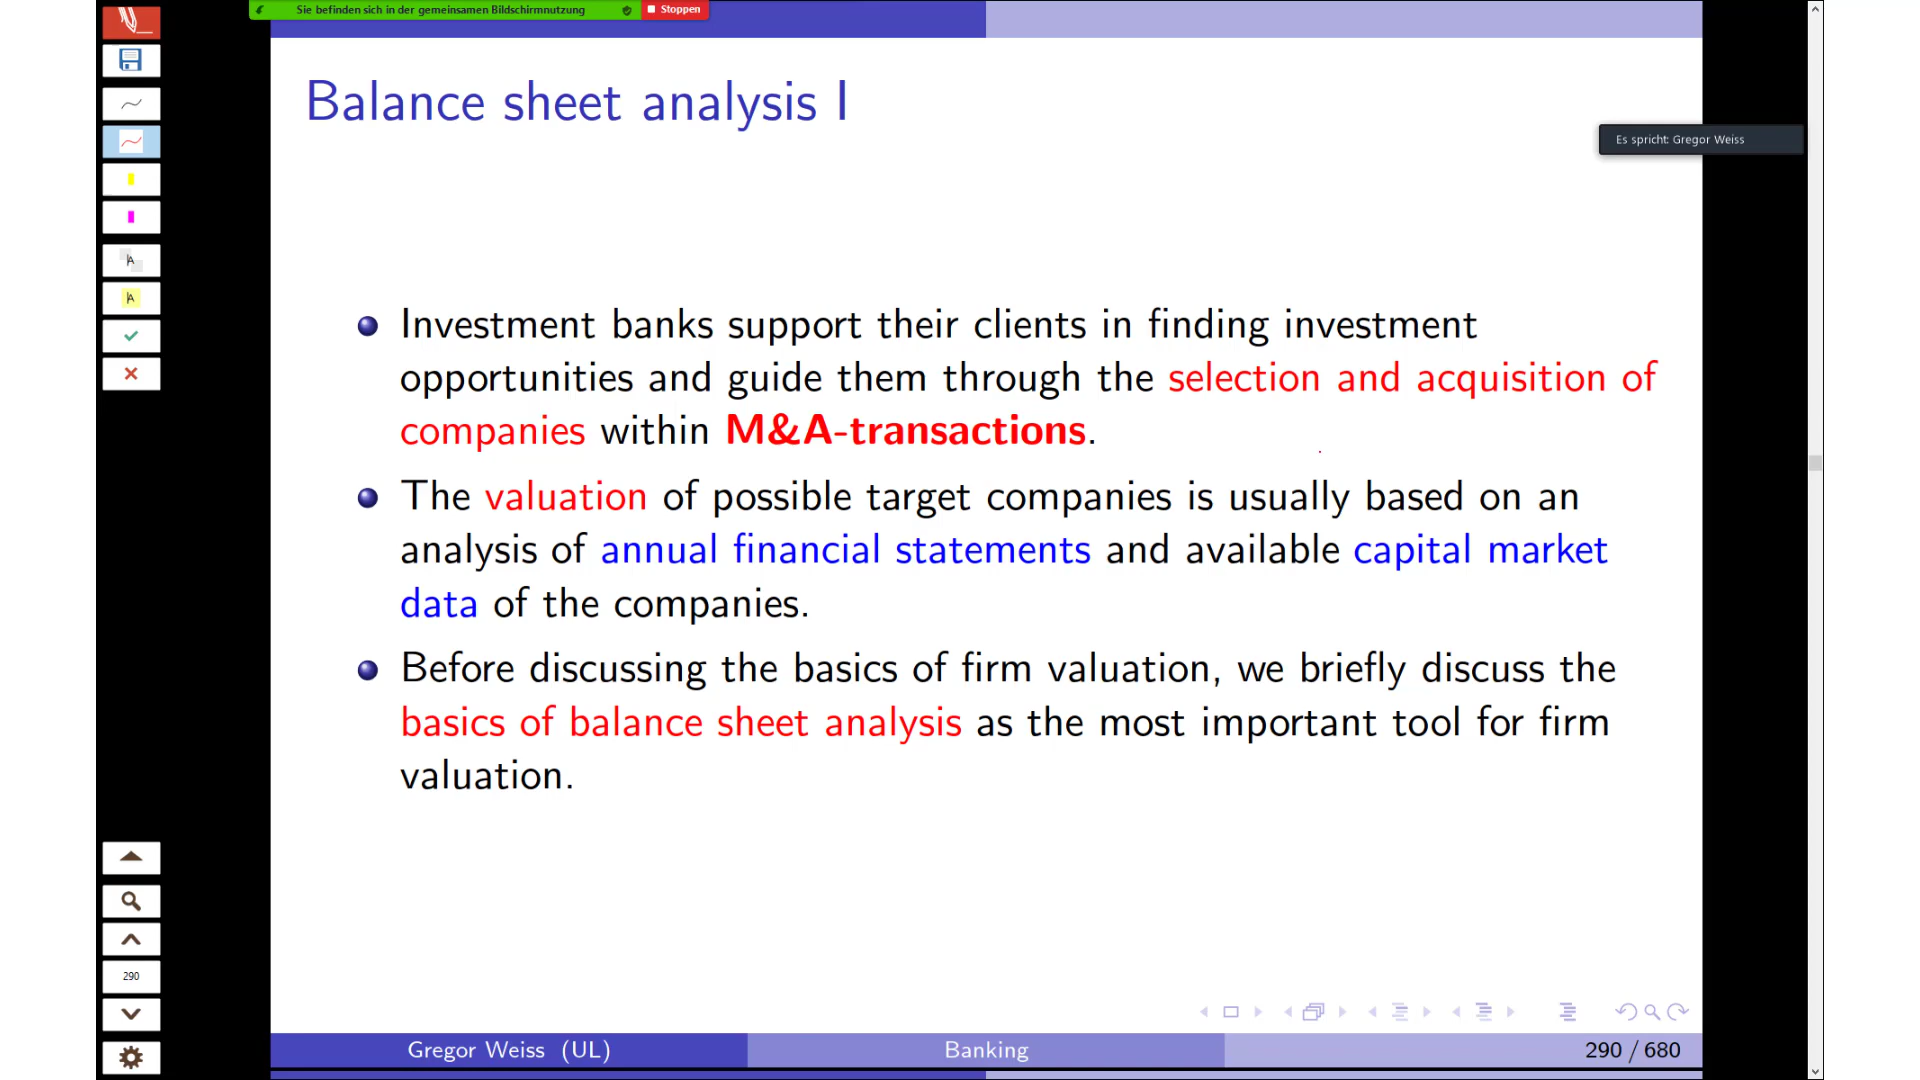 Sie befinden sich in der gemeinsamen Bildschirmnutzung
Stoppen
Balance sheet analysis I
Es spricht: Gregor Weiss
Investment banks support their clients in finding investment
opportunities and guide them through the selection and acquisition of
companies within M&A-transactions.
The valuation of possible target companies is usually based on an
analysis of annual financial statements and available capital market
data of the companies.
Before discussing the basics of firm valuation, we briefly discuss the
basics of balance sheet analysis as the most important tool for firm
valuation.
A
A
290
Gregor Weiss (UL)
Banking
290 / 680